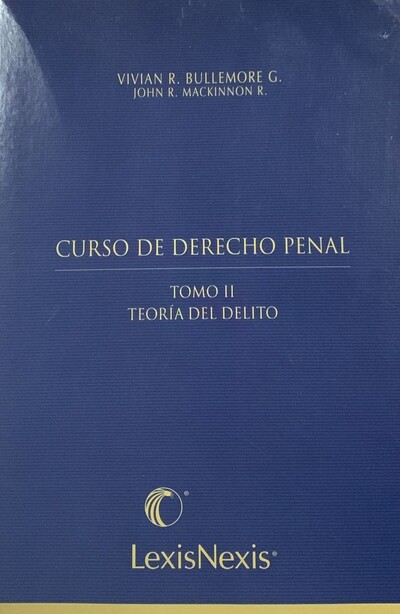 VIVIAN R. BULLEMORE G.
JOHN R. MACKINNON R.
CURSO DE DERECHO PENAL
TOMO II
TEORÍA DEL DELITO
LexisNexis®